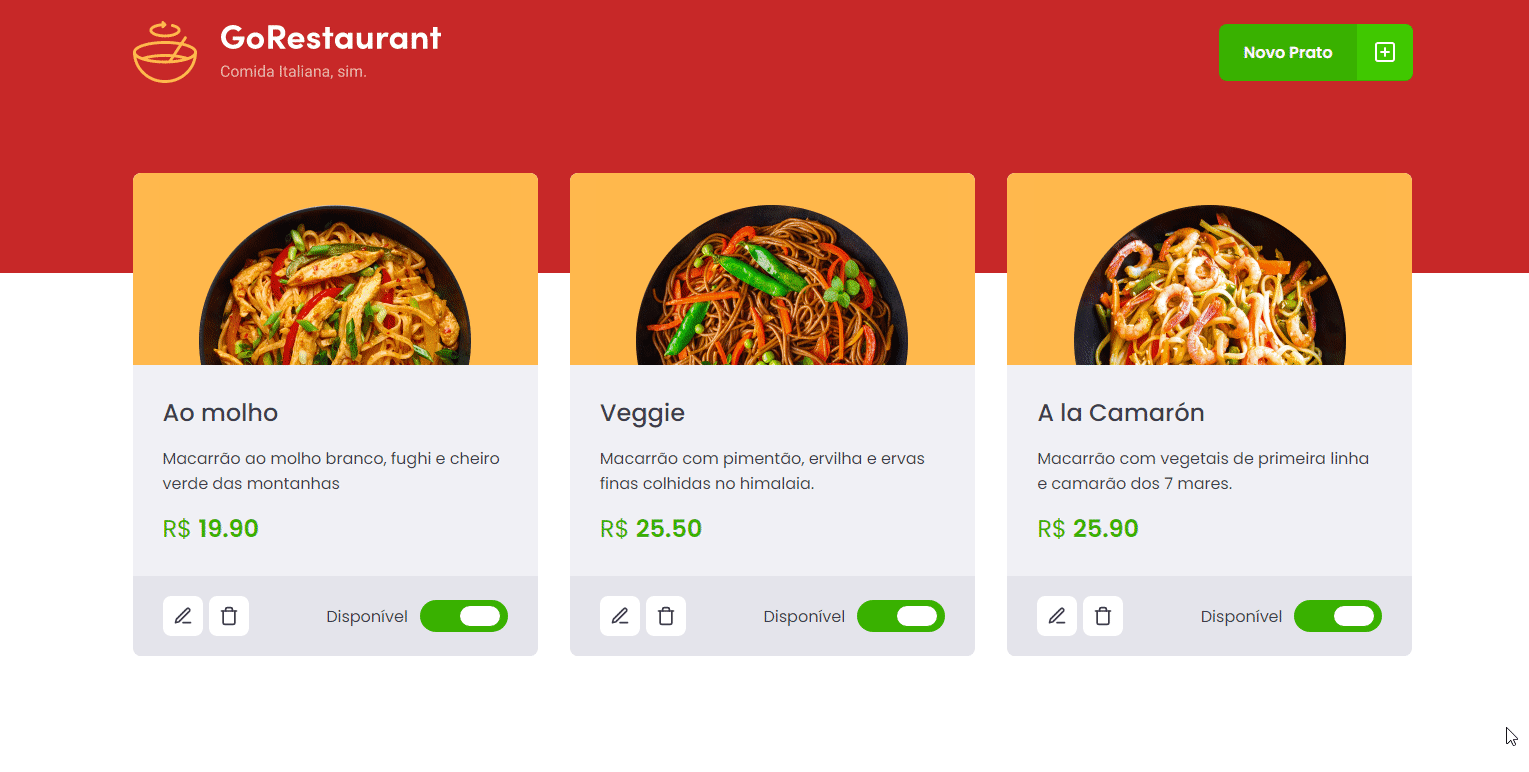 GoRestaurant
Comida Italiana, sim.
Novo Prato
Ao molho
Macarrão ao molho branco, fughi e cheiro
verde das montanhas
R$ 19.90
Disponível
Veggie
Macarrão com pimentão, ervilha e ervas
finas colhidas no himalaia.
R$ 25.50
Disponível
A la Camarón
Macarrão com vegetais de primeira linha
e camarão dos 7 mares.
R$ 25.90
Disponível